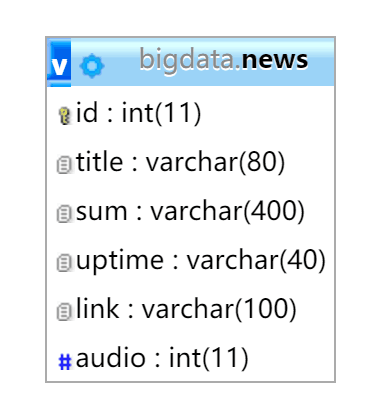 v bigdata.news
id : int(11)
title : varchar(80)
sum : varchar(400)
uptime : varchar(40)
link : varchar(100)
# audio : int(11)